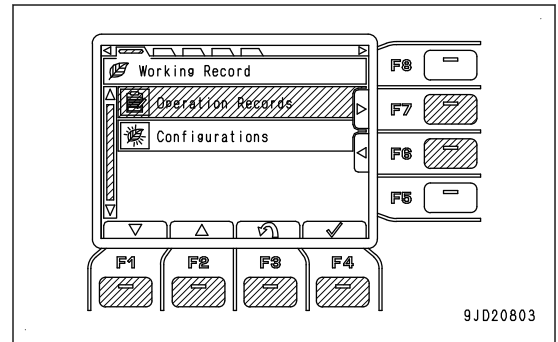 Working Record
F8
Operation Records
F7
Configurations
F6
F5
F1 F2 F3 F4
9JD20803